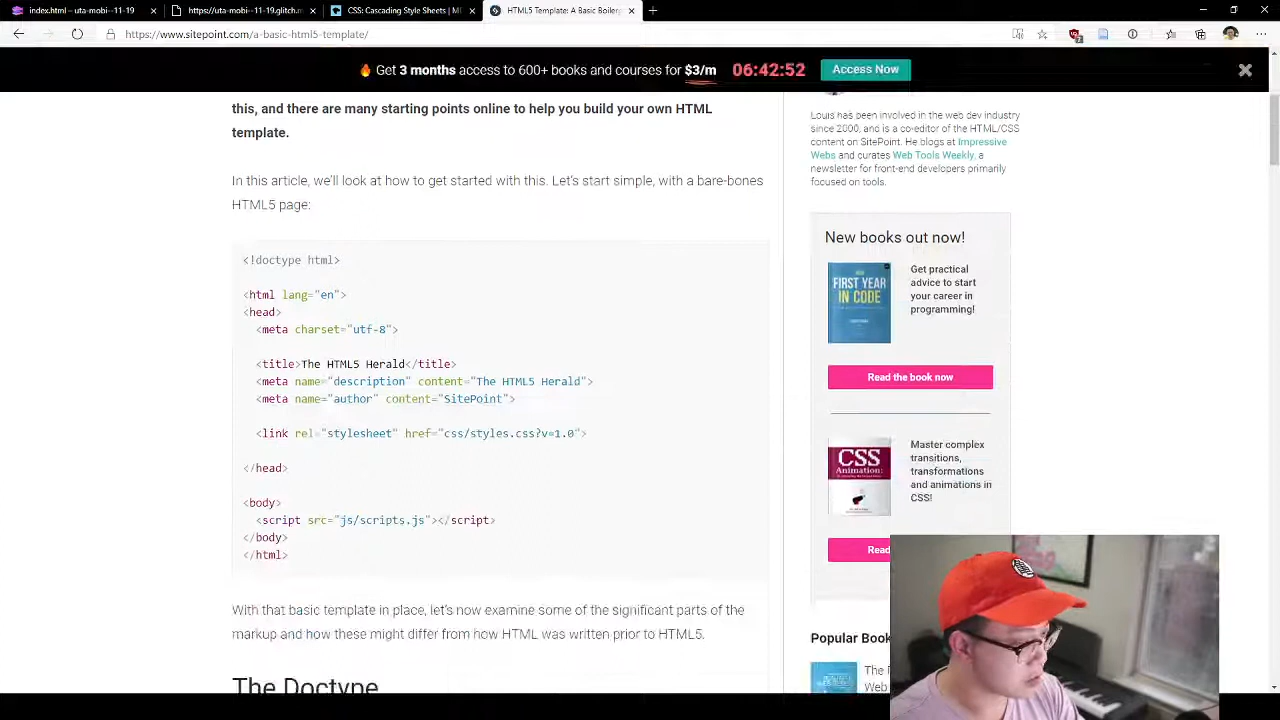 index.html – uta-mobi--11-19
https://uta-mobi--11-19.glitch.m
CSS: Cascading Style Sheets | M
HTML5 Template: A Basic Boilerp
https://www.sitepoint.com/a-basic-html5-template/
Get 3 months access to 600+ books and courses for $3/m
06:42:52
Access Now
this, and there are many starting points online to help you build your own HTML
template.
In this article, we'll look at how to get started with this. Let's start simple, with a bare-bones
HTML5 page:
<!doctype html>
<html lang="en">
<head>
<meta charset="utf-8">
<title>The HTML5 Herald</title>
<meta name="description" content="The HTML5 Herald">
<meta name="author" content="SitePoint">
<link rel="stylesheet" href="css/styles.css?v=1.0">
</head>
<body>
<script src="js/scripts.js"></script>
</body>
</html>
With that basic template in place, let's now examine some of the significant parts of the
markup and how these might differ from how HTML was written prior to HTML5.
The Doctype
Louis has been involved in the web dev industry
since 2000, and is a co-editor of the HTML/CSS
content on SitePoint. He blogs at Impressive
Webs and curates Web Tools Weekly, a
newsletter for front-end developers primarily
focused on tools.
New books out now!
FIRST YEAR
IN CODE
Get practical
advice to start
your career in
programming!
Read the book now
CSS
Animation:
Master complex
transitions,
transformations
and animations in
CSS!
Read
Popular Book
The
Web